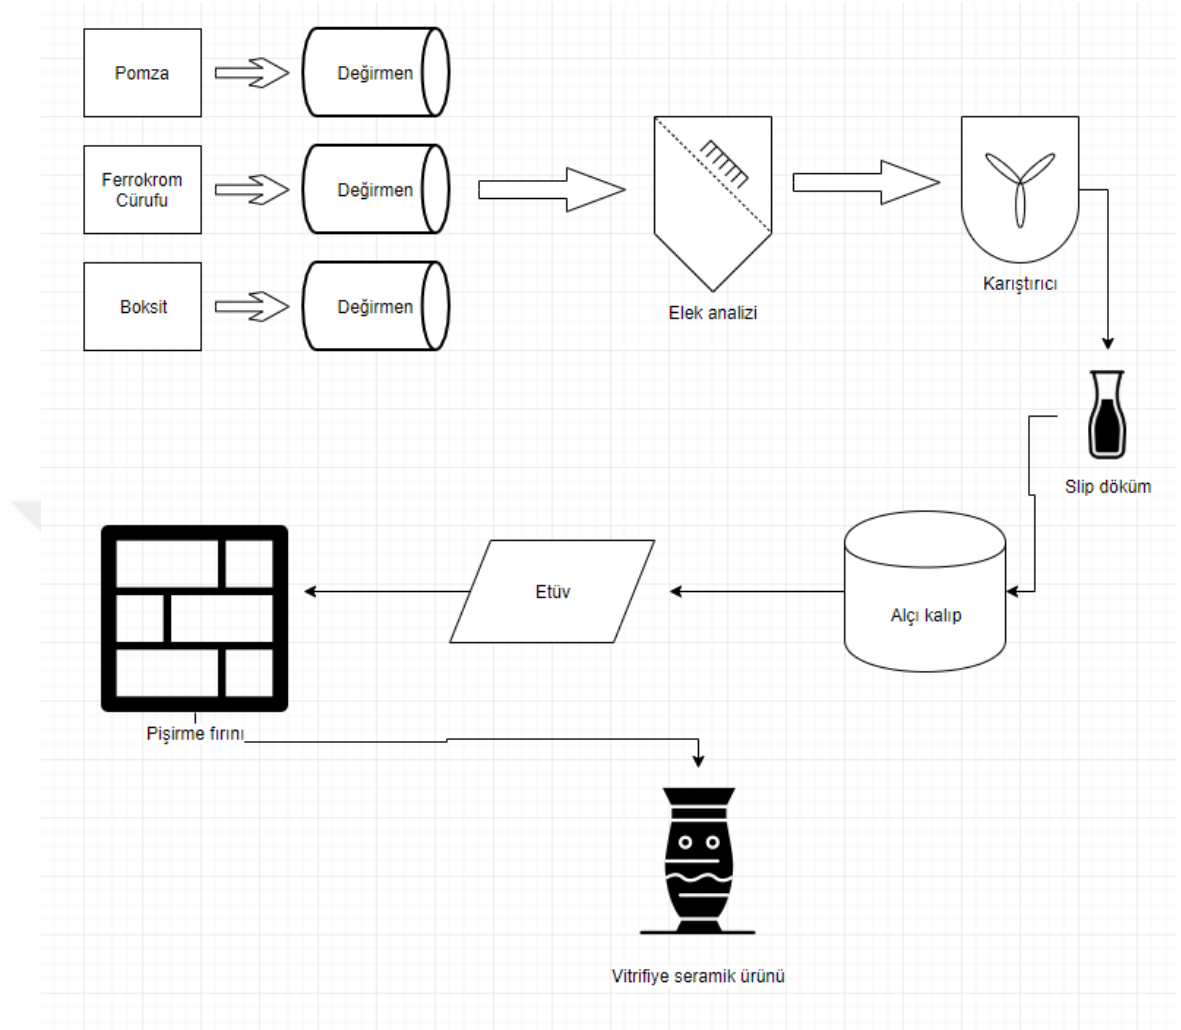 Pomza
Değirmen
Ferrokrom
Cürufu
Değirmen
Boksit
Değirmen
Elek analizi
Karıştırıcı
Slip döküm
Alçı kalıp
Etüv
Pişirme fırını
Vitrifiye seramik ürünü